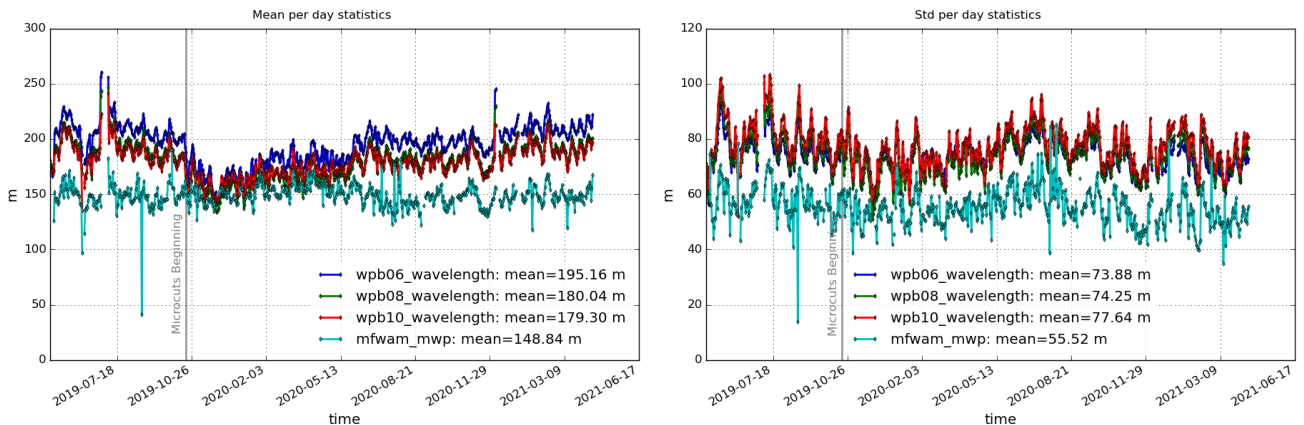 Mean per day statistics
300
250
200
150
100
50
0
m
Microcuts Beginning
wpb06_wavelength: mean=195.16 m
wpb08_wavelength: mean=180.04 m
wpb10_wavelength: mean=179.30 m
mfwam_mwp: mean=148.84 m
2019-07-18
2019-10-26
2020-02-03
2020-05-13
2020-08-21
2020-11-29
2021-03-09
2021-06-17
time
Std per day statistics
120
100
80
60
40
20
0
m
Microcuts Beginning
wpb06_wavelength: mean=73.88 m
wpb08_wavelength: mean=74.25 m
wpb10_wavelength: mean=77.64 m
mfwam_mwp: mean=55.52 m
2019-07-18
2019-10-26
2020-02-03
2020-05-13
2020-08-21
2020-11-29
2021-03-09
2021-06-17
time